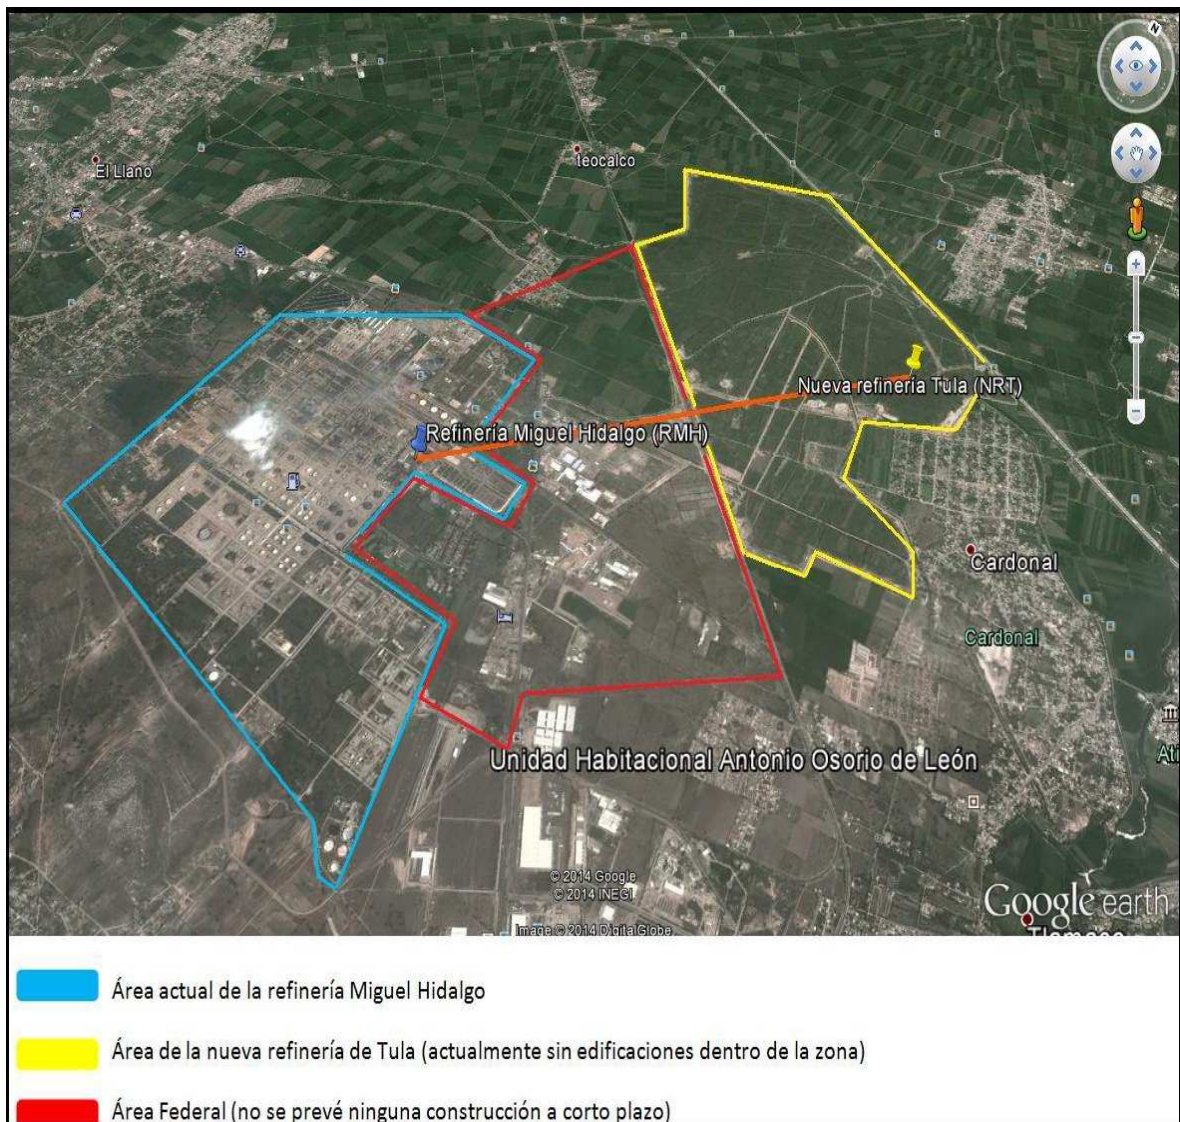 N
El Llano
teocalco
Nueva refinería Tula (NRT)
Refinería Miguel Hidalgo (RMH)
Cardonal
Cardonal
Ati
Unidad Habitacional Antonio Osorio de León
© 2014 Google
© 2014 INEGI
Image © 2014 Digital Globe
Google earth
Área actual de la refinería Miguel Hidalgo
Área de la nueva refinería de Tula (actualmente sin edificaciones dentro de la zona)
Área Federal (no se prevé ninguna construcción a corto plazo)